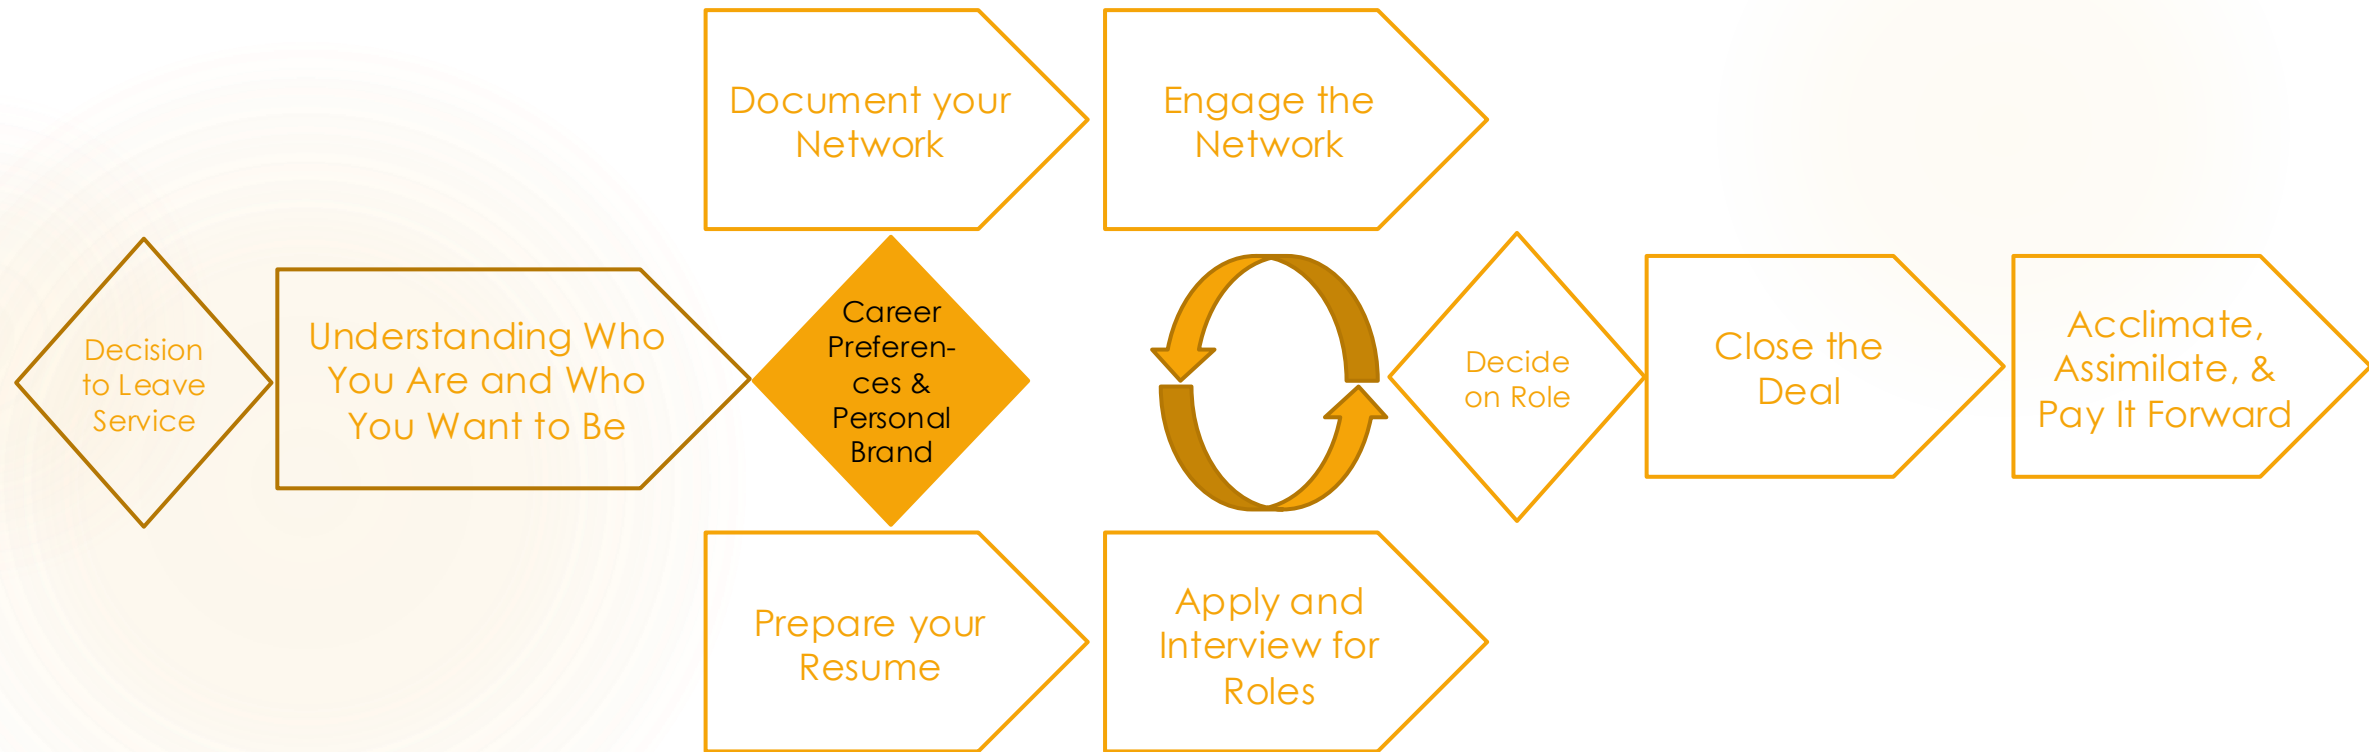 Decision
to Leave
Service
Understanding Who
You Are and Who
You Want to Be
Career
Preferen-
ces &
Personal
Brand
Document your
Network
Engage the
Network
Prepare your
Resume
Apply and
Interview for
Roles
Decide
on Role
Close the
Deal
Acclimate,
Assimilate, &
Pay It Forward